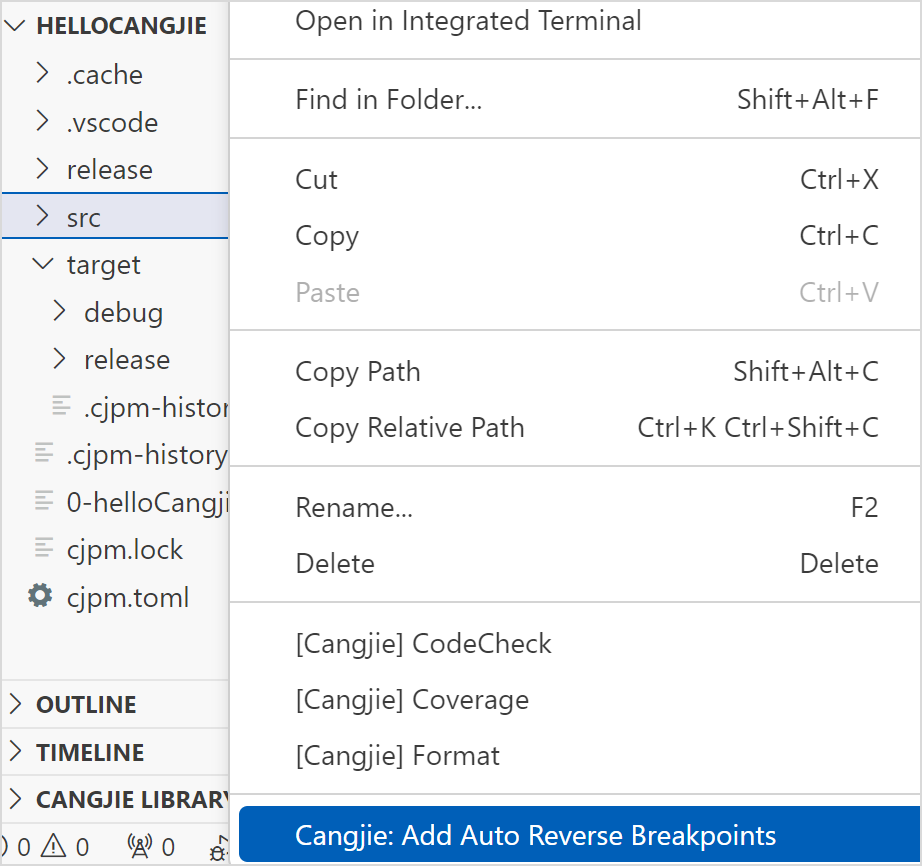 HELLOCANGJIE
.cache
.vscode
release
src
target
debug
release
.cjpm-histor
.cjpm-history
0-helloCangji
cjpm.lock
cjpm.toml
OUTLINE
TIMELINE
CANGJIE LIBRARY
0 0 0
Open in Integrated Terminal
Find in Folder... Shift+Alt+F
Cut Ctrl+X
Copy Ctrl+C
Paste Ctrl+V
Copy Path Shift+Alt+C
Copy Relative Path Ctrl+K Ctrl+Shift+C
Rename... F2
Delete Delete
[Cangjie] CodeCheck
[Cangjie] Coverage
[Cangjie] Format
Cangjie: Add Auto Reverse Breakpoints